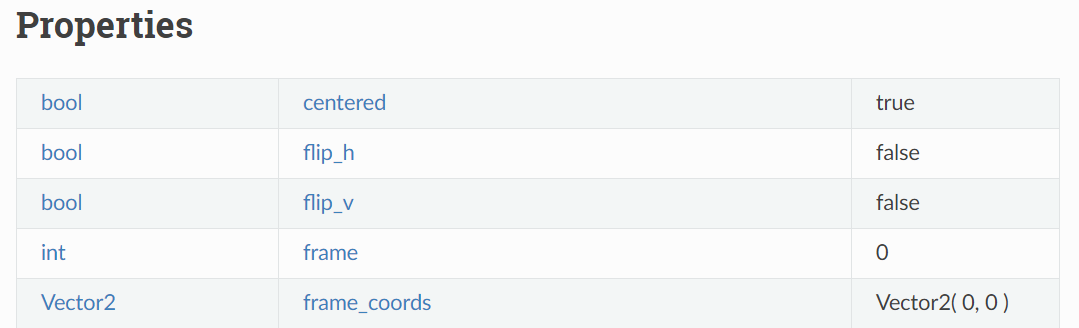 Properties
bool centered true
bool flip_h false
bool flip_v false
int frame 0
Vector2 frame_coords Vector2( 0, 0 )